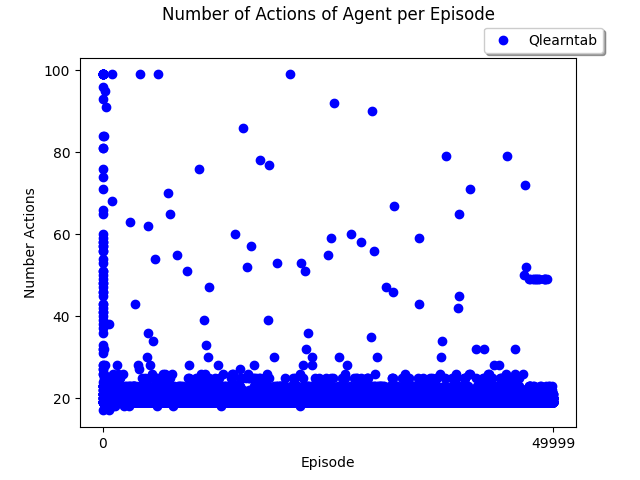 Number of Actions of Agent per Episode
Qlearntab
100
80
60
40
20
Number Actions
0
49999
Episode